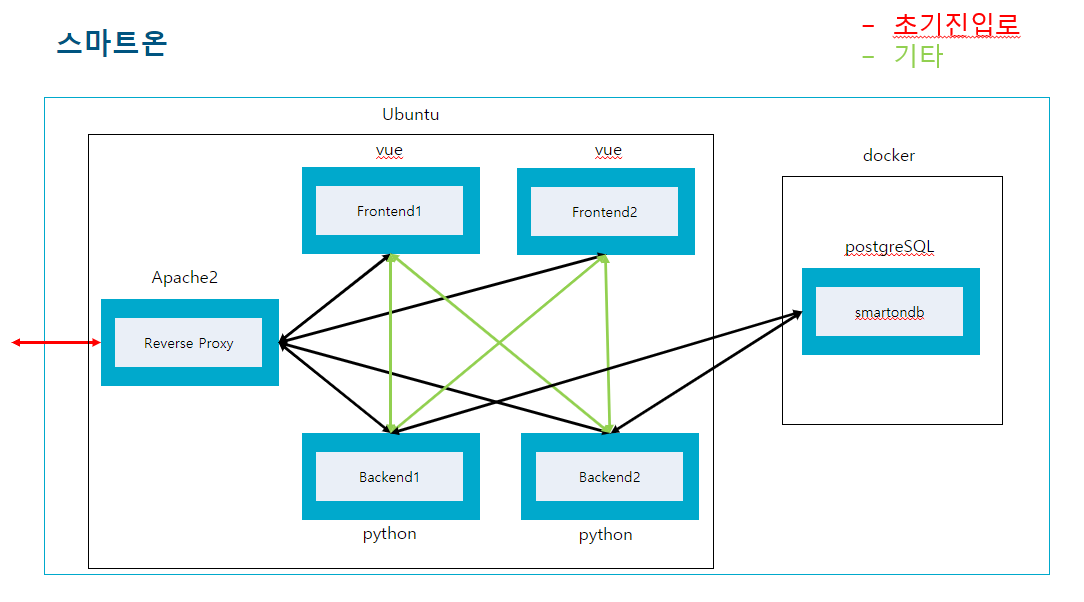 스마트온
- 초기진입로
- 기타
Ubuntu
vue
vue
docker
Frontend1
Frontend2
postgreSQL
Apache2
smartondb
Reverse Proxy
Backend1
Backend2
python
python